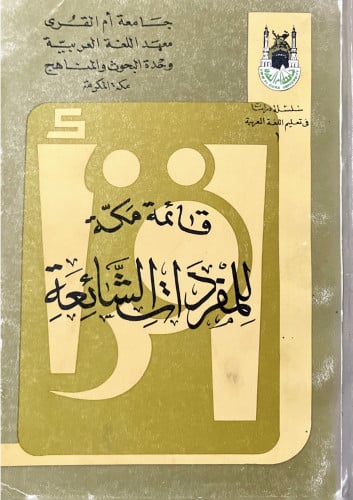 جامعة أم القرى
معهد اللغة العربية
وحدة البحوث والمناهج
مكة المكرمة
سلسلة دراسات
في تعليم اللغة العربية
١
قائمة مكة
للمفردات الشائعة